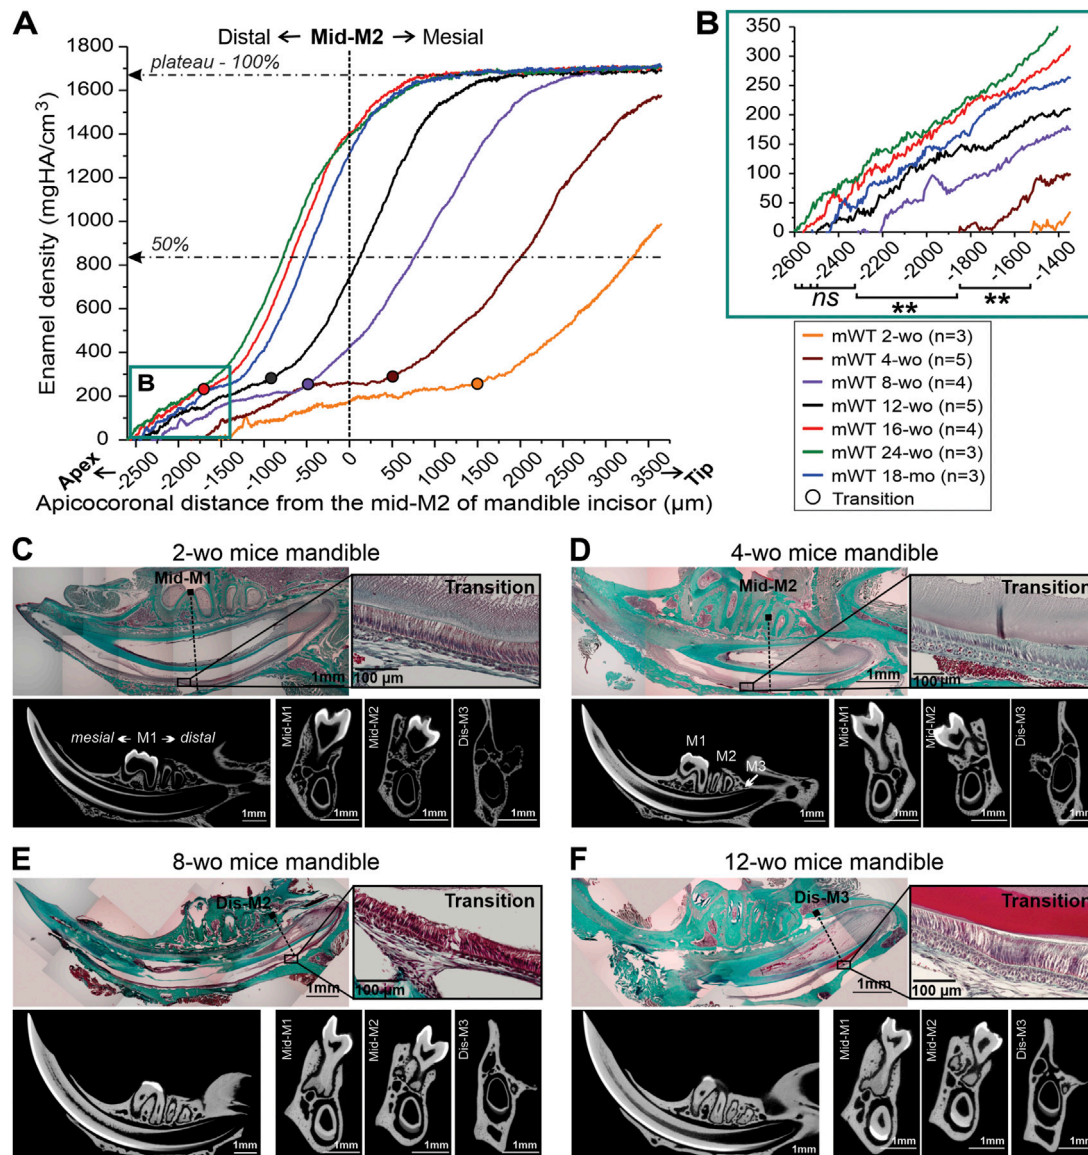 A
Distal ← Mid-M2 → Mesial
plateau - 100%
50%
Enamel density (mgHA/cm³)
1800
1600
1400
1200
1000
800
600
400
200
0
B
Apex
-2500
-2000
-1500
-1000
-500
0
500
1000
1500
2000
2500
3000
3500
Tip
Apicocoronal distance from the mid-M2 of mandible incisor (µm)
B
350
300
250
200
150
100
50
0
-2600
-2400
-2200
-2000
-1800
-1600
-1400
ns
**
**
mWT 2-wo (n=3)
mWT 4-wo (n=5)
mWT 8-wo (n=4)
mWT 12-wo (n=5)
mWT 16-wo (n=4)
mWT 24-wo (n=3)
mWT 18-mo (n=3)
Transition
C
2-wo mice mandible
Mid-M1
1mm
Transition
100 µm
mesial ← M1 → distal
1mm
Mid-M1
1mm
Mid-M2
1mm
Dis-M3
1mm
D
4-wo mice mandible
Mid-M2
1mm
Transition
100 µm
M1
M2
M3
1mm
Mid-M1
1mm
Mid-M2
1mm
Dis-M3
1mm
E
8-wo mice mandible
Dis-M2
1mm
Transition
100 µm
1mm
Mid-M1
1mm
Mid-M2
1mm
Dis-M3
1mm
F
12-wo mice mandible
Dis-M3
1mm
Transition
100 µm
1mm
Mid-M1
1mm
Mid-M2
1mm
Dis-M3
1mm